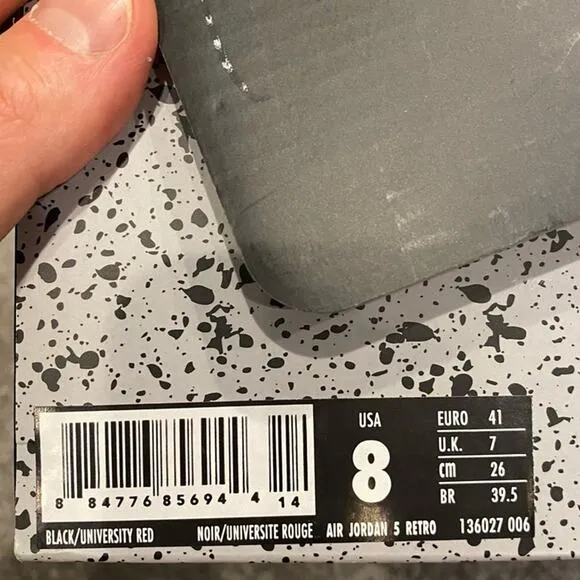 USA
8
EURO 41
U.K. 7
cm 26
BR 39.5
8 84776 85694 4 14
BLACK/UNIVERSITY RED NOIR/UNIVERSITE ROUGE AIR JORDAN 5 RETRO 136027 006